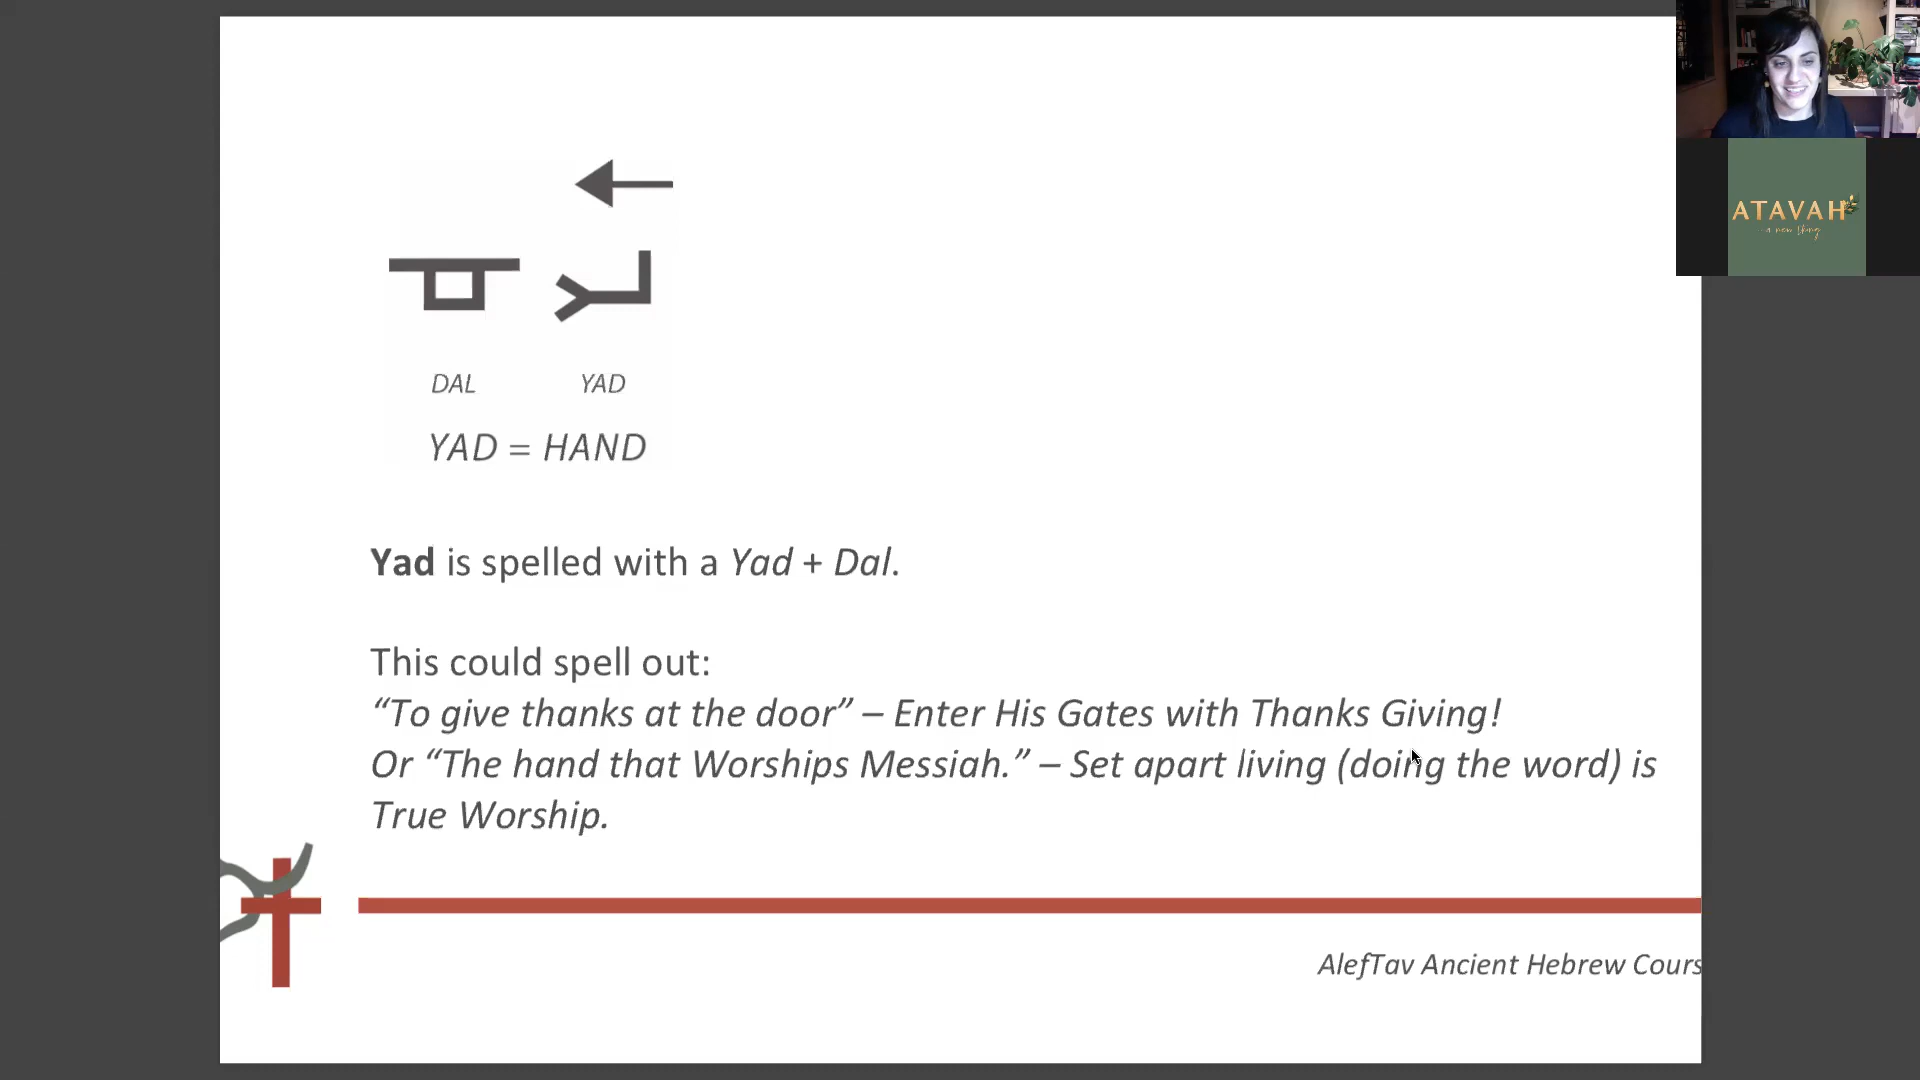 DAL YAD
YAD = HAND
Yad is spelled with a Yad + Dal.
This could spell out:
“To give thanks at the door” – Enter His Gates with Thanks Giving!
Or “The hand that Worships Messiah.” – Set apart living (doing the word) is
True Worship.
AlefTav Ancient Hebrew Cours
ATAVAH
a new thing